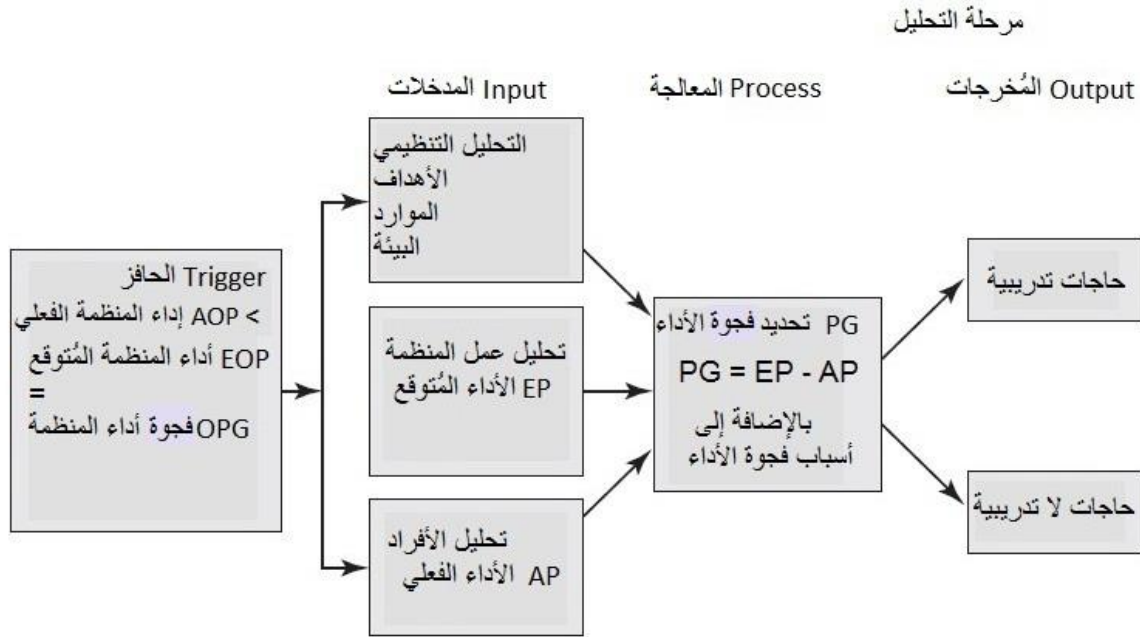 مرحلة التحليل
المدخلات Input
المعالجة Process
المُخرجات Output
الحافز Trigger
إداء المنظمة الفعلي AOP <
أداء المنظمة المُتوقع EOP
=
فجوة أداء المنظمة OPG
التحليل التنظيمي
الأهداف
الموارد
البيئة
تحليل عمل المنظمة
الأداء المُتوقع EP
تحليل الأفراد
الأداء الفعلي AP
تحديد فجوة الأداء PG
PG = EP - AP
بالإضافة إلى
أسباب فجوة الأداء
حاجات تدريبية
حاجات لا تدريبية